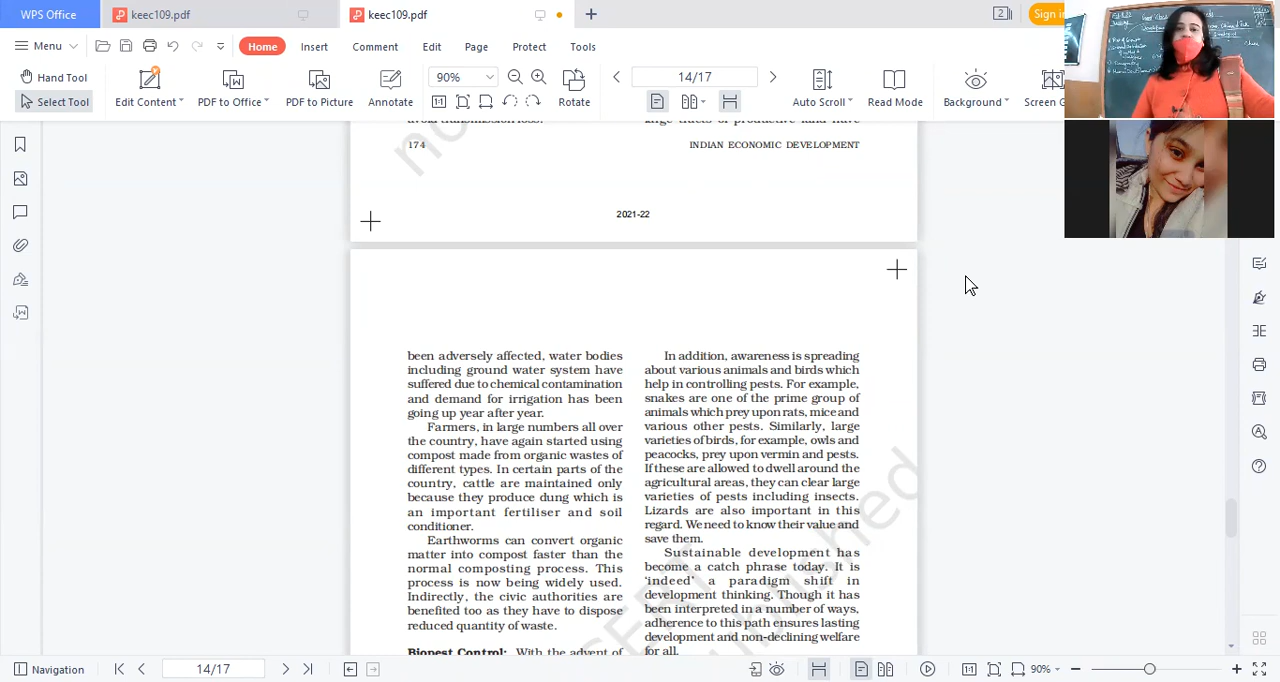 WPS Office
keec109.pdf
keec109.pdf
2
Sign in
Menu
Home
Insert
Comment
Edit
Page
Protect
Tools
Hand Tool
Select Tool
Edit Content
PDF to Office
PDF to Picture
Annotate
90%
Rotate
14/17
Auto Scroll
Read Mode
Background
Screen G
avoid transmission loss.
large tracts of productive land have
174
INDIAN ECONOMIC DEVELOPMENT
2021-22
been adversely affected, water bodies
including ground water system have
suffered due to chemical contamination
and demand for irrigation has been
going up year after year.
Farmers, in large numbers all over
the country, have again started using
compost made from organic wastes of
different types. In certain parts of the
country, cattle are maintained only
because they produce dung which is
an important fertiliser and soil
conditioner.
Earthworms can convert organic
matter into compost faster than the
normal composting process. This
process is now being widely used.
Indirectly, the civic authorities are
benefited too as they have to dispose
reduced quantity of waste.
Biopest Control: With the advent of
In addition, awareness is spreading
about various animals and birds which
help in controlling pests. For example,
snakes are one of the prime group of
animals which prey upon rats, mice and
various other pests. Similarly, large
varieties of birds, for example, owls and
peacocks, prey upon vermin and pests.
If these are allowed to dwell around the
agricultural areas, they can clear large
varieties of pests including insects.
Lizards are also important in this
regard. We need to know their value and
save them.
Sustainable development has
become a catch phrase today. It is
‘indeed’ a paradigm shift in
development thinking. Though it has
been interpreted in a number of ways,
adherence to this path ensures lasting
development and non-declining welfare
for all.
Navigation
14/17
90%